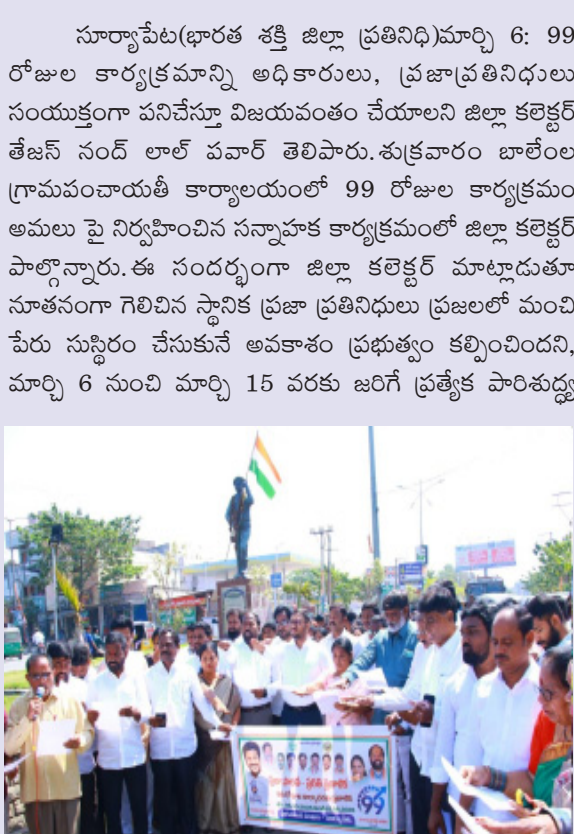 సూర్యాపేట(భారత శక్తి జిల్లా ప్రతినిధి)మార్చి 6: 99
రోజుల కార్యక్రమాన్ని అధికారులు, ప్రజాప్రతినిధులు
సంయుక్తంగా పనిచేస్తూ విజయవంతం చేయాలని జిల్లా కలెక్టర్
తేజస్ నంద్ లాల్ పవార్ తెలిపారు.శుక్రవారం బాలేంల
గ్రామపంచాయతీ కార్యాలయంలో 99 రోజుల కార్యక్రమం
అమలు పై నిర్వహించిన సన్నాహక కార్యక్రమంలో జిల్లా కలెక్టర్
పాల్గొన్నారు.ఈ సందర్భంగా జిల్లా కలెక్టర్ మాట్లాడుతూ
నూతనంగా గెలిచిన స్థానిక ప్రజా ప్రతినిధులు ప్రజలలో మంచి
పేరు సుస్థిరం చేసుకునే అవకాశం ప్రభుత్వం కల్పించిందని,
మార్చి 6 నుంచి మార్చి 15 వరకు జరిగే ప్రత్యేక పారిశుద్ధ్య
99